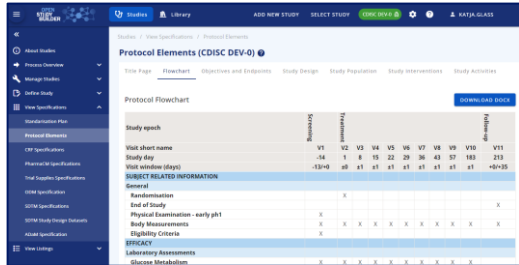 OPEN
STUDY
BUILDER
Studies
Library
ADD NEW STUDY
SELECT STUDY
CDISC DEV-0
KATJA.GLASS
About Studies
Process Overview
Manage Studies
Define Study
View Specifications
Standardisation Plan
Protocol Elements
CRF Specifications
PharmaCM Specifications
Trial Supplies Specifications
ODM Specification
SDTM Specifications
SDTM Study Design Datasets
ADaM Specification
View Listings
Studies / View Specifications / Protocol Elements
Protocol Elements (CDISC DEV-0)
Title Page Flowchart Objectives and Endpoints Study Design Study Population Study Interventions Study Activities
Protocol Flowchart
DOWNLOAD DOCX
Study epoch Screening Treatment Follow-up
Visit short name V1 V2 V3 V4 V5 V6 V7 V8 V9 V10 V11
Study day -14 1 8 15 22 29 36 43 57 183 213
Visit window (days) -13/+0 ±0 ±1 ±1 ±1 ±1 ±1 ±1 ±1 ±1 +0/+35
SUBJECT RELATED INFORMATION
General
Randomisation X
End of Study X
Physical Examination - early ph1 X
Body Measurements X X X X X X X X X X X
Eligibility Criteria X
EFFICACY
Laboratory Assessments
Glucose Metabolism X X X X X X X X X X X